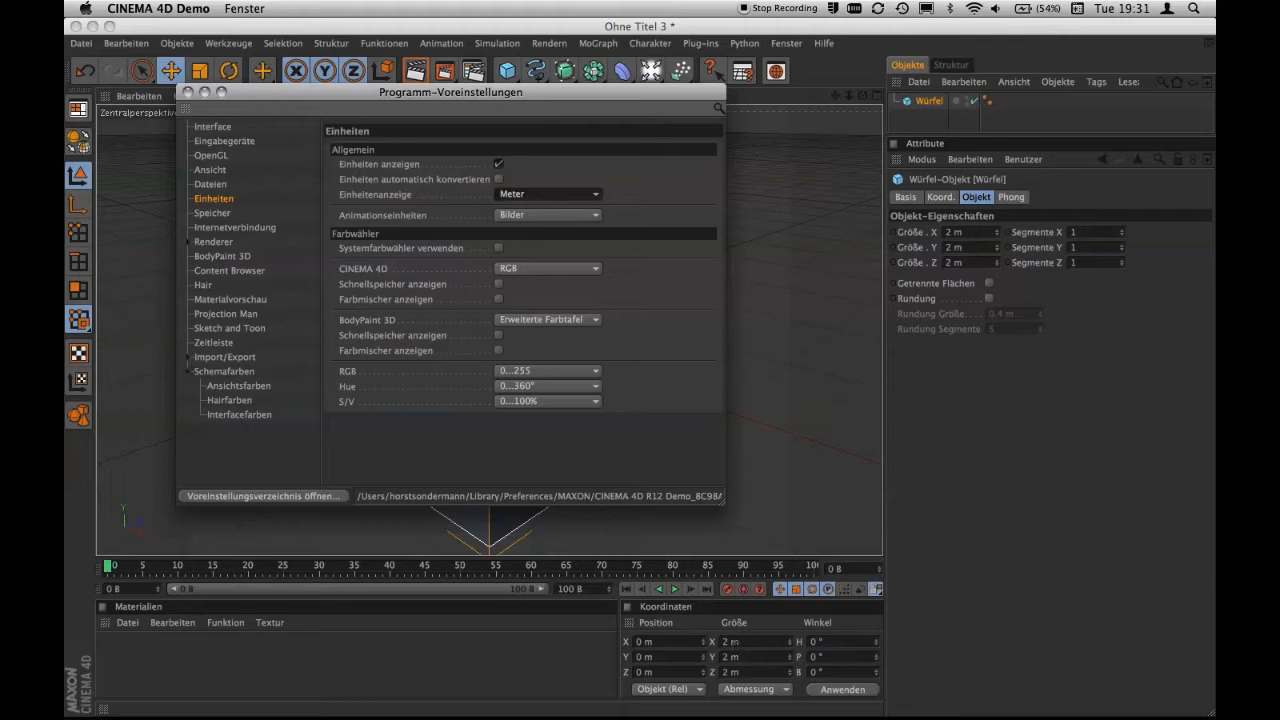 CINEMA 4D Demo Fenster
Stop Recording
(54%)
Tue 19:31
Ohne Titel 3 *
Datei Bearbeiten Objekte Werkzeuge Selektion Struktur Funktionen Animation Simulation Rendern MoGraph Charakter Plug-ins Python Fenster Hilfe
X Y Z
Bearbeiten
Zentralperspektiv
Programm-Voreinstellungen
Interface
Eingabegeräte
OpenGL
Ansicht
Dateien
Einheiten
Speicher
Internetverbindung
Renderer
BodyPaint 3D
Content Browser
Hair
Materialvorschau
Projection Man
Sketch and Toon
Zeitleiste
Import/Export
Schemafarben
Ansichtsfarben
Hairfarben
Interfacefarben
Einheiten
Allgemein
Einheiten anzeigen
Einheiten automatisch konvertieren
Einheitenanzeige Meter
Animationseinheiten Bilder
Farbwähler
Systemfarbwähler verwenden
CINEMA 4D RGB
Schnellspeicher anzeigen
Farbmischer anzeigen
BodyPaint 3D Erweiterte Farbtafel
Schnellspeicher anzeigen
Farbmischer anzeigen
RGB 0...255
Hue 0...360°
S/V 0...100%
Voreinstellungsverzeichnis öffnen... /Users/horstsondermann/Library/Preferences/MAXON/CINEMA 4D R12 Demo_8C98A
Objekte Struktur
Datei Bearbeiten Ansicht Objekte Tags Lese:
Würfel
Attribute
Modus Bearbeiten Benutzer
Würfel-Objekt [Würfel]
Basis Koord. Objekt Phong
Objekt-Eigenschaften
Größe . X 2 m Segmente X 1
Größe . Y 2 m Segmente Y 1
Größe . Z 2 m Segmente Z 1
Getrennte Flächen
Rundung
Rundung Größe 0.4 m
Rundung Segmente 5
Y
0 5 10 15 20 25 30 35 40 45 50 55 60 65 70 75 80 85 90 95 100 0 B
0 B 0 B 100 B 100 B
Materialien
Datei Bearbeiten Funktion Textur
Koordinaten
Position Größe Winkel
X 0 m X 2 m H 0 °
Y 0 m Y 2 m P 0 °
Z 0 m Z 2 m B 0 °
Objekt (Rel) Abmessung Anwenden
MAXON CINEMA 4D